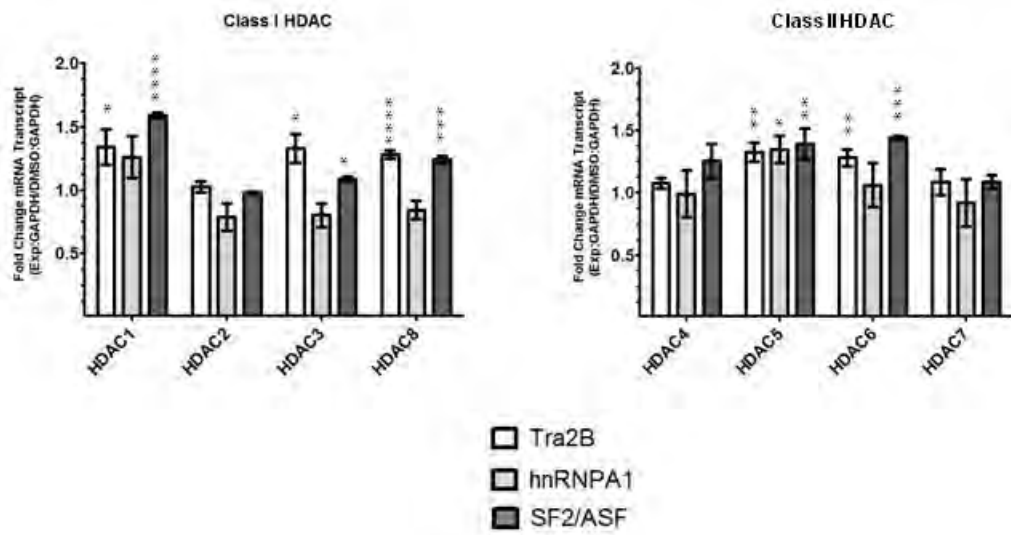 Class I HDAC
Fold Change mRNA Transcript
(Exp:GAPDH/DMSO:GAPDH)
2.0
1.5
1.0
0.5
*
****
*
*
****
***
HDAC1
HDAC2
HDAC3
HDAC8
Class II HDAC
Fold Change mRNA Transcript
(Exp:GAPDH/DMSO:GAPDH)
2.0
1.5
1.0
0.5
**
*
**
**
***
HDAC4
HDAC5
HDAC6
HDAC7
Tra2B
hnRNPA1
SF2/ASF